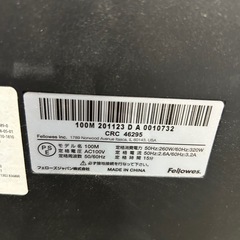 100M 201123 D A 0010732
CRC 46295
Fellowes Inc. 1789 Norwood Avenue Itasca, IL 60143, USA
PSE
モデル名 100M
定格電圧 AC100V
定格周波数 50/60Hz
定格消費電力 50Hz:260W/60Hz:320W
定格電流 50Hz:2.6A/60Hz:3.2A
定格時間 15分
フェローズジャパン株式会社
MADE IN CHINA
Fellowes.